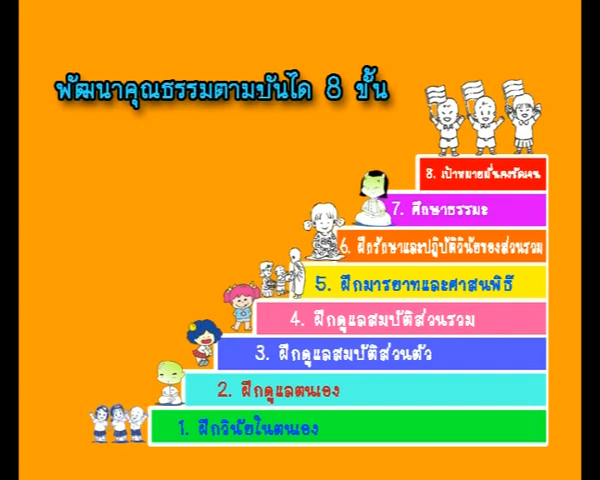 พัฒนาคุณธรรมตามบันได 8 ขั้น
8. เป้าหมายมั่นคงชัดเจน
7. ศึกษาธรรมะ
6. ฝึกรักษาและปฏิบัติวินัยของส่วนรวม
5. ฝึกมารยาทและศาสนพิธี
4. ฝึกดูแลสมบัติส่วนรวม
3. ฝึกดูแลสมบัติส่วนตัว
2. ฝึกดูแลตนเอง
1. ฝึกวินัยในตนเอง